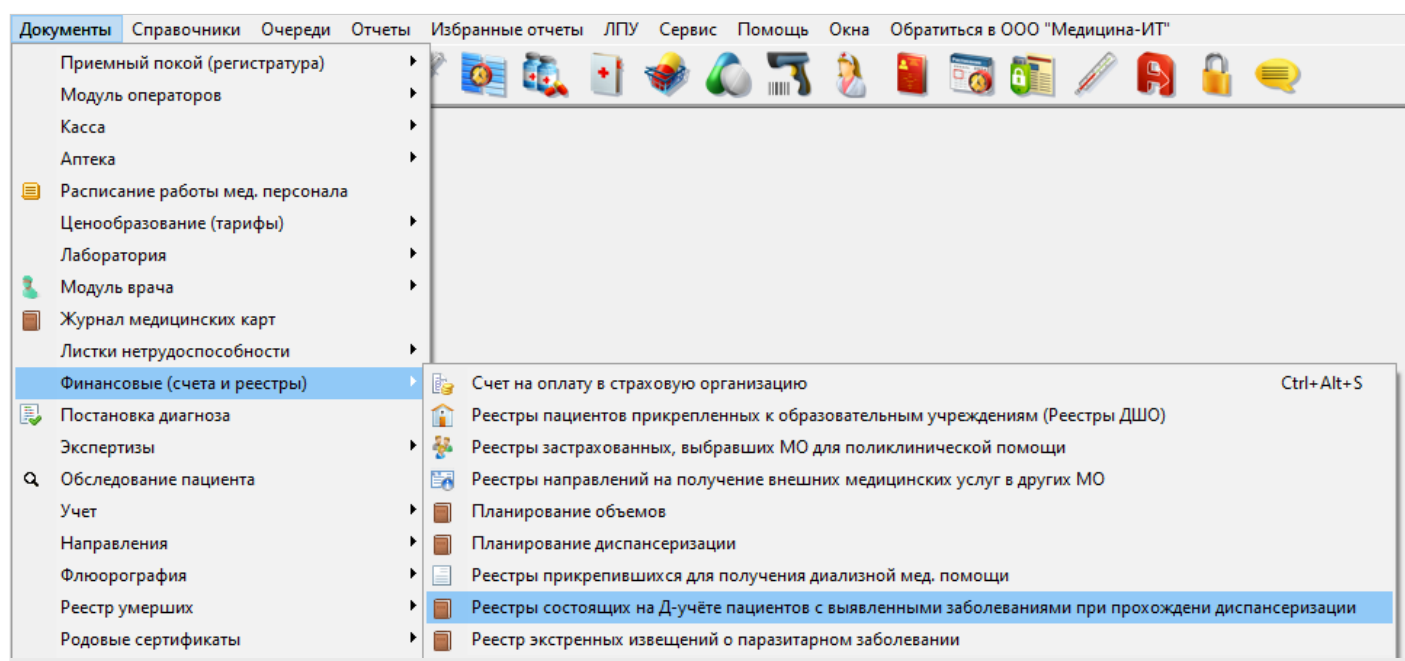 Документы Справочники Очереди Отчеты Избранные отчеты ЛПУ Сервис Помощь Окна Обратиться в ООО "Медицина-ИТ"
Приемный покой (регистратура)
Модуль операторов
Касса
Аптека
Расписание работы мед. персонала
Ценообразование (тарифы)
Лаборатория
Модуль врача
Журнал медицинских карт
Листки нетрудоспособности
Финансовые (счета и реестры)
Постановка диагноза
Экспертизы
Обследование пациента
Учет
Направления
Флюорография
Реестр умерших
Родовые сертификаты
Счет на оплату в страховую организацию Ctrl+Alt+S
Реестры пациентов прикрепленных к образовательным учреждениям (Реестры ДШО)
Реестры застрахованных, выбравших МО для поликлинической помощи
Реестры направлений на получение внешних медицинских услуг в других МО
Планирование объемов
Планирование диспансеризации
Реестры прикрепившихся для получения диализной мед. помощи
Реестры состоящих на Д-учёте пациентов с выявленными заболеваниями при прохождени диспансеризации
Реестр экстренных извещений о паразитарном заболевании